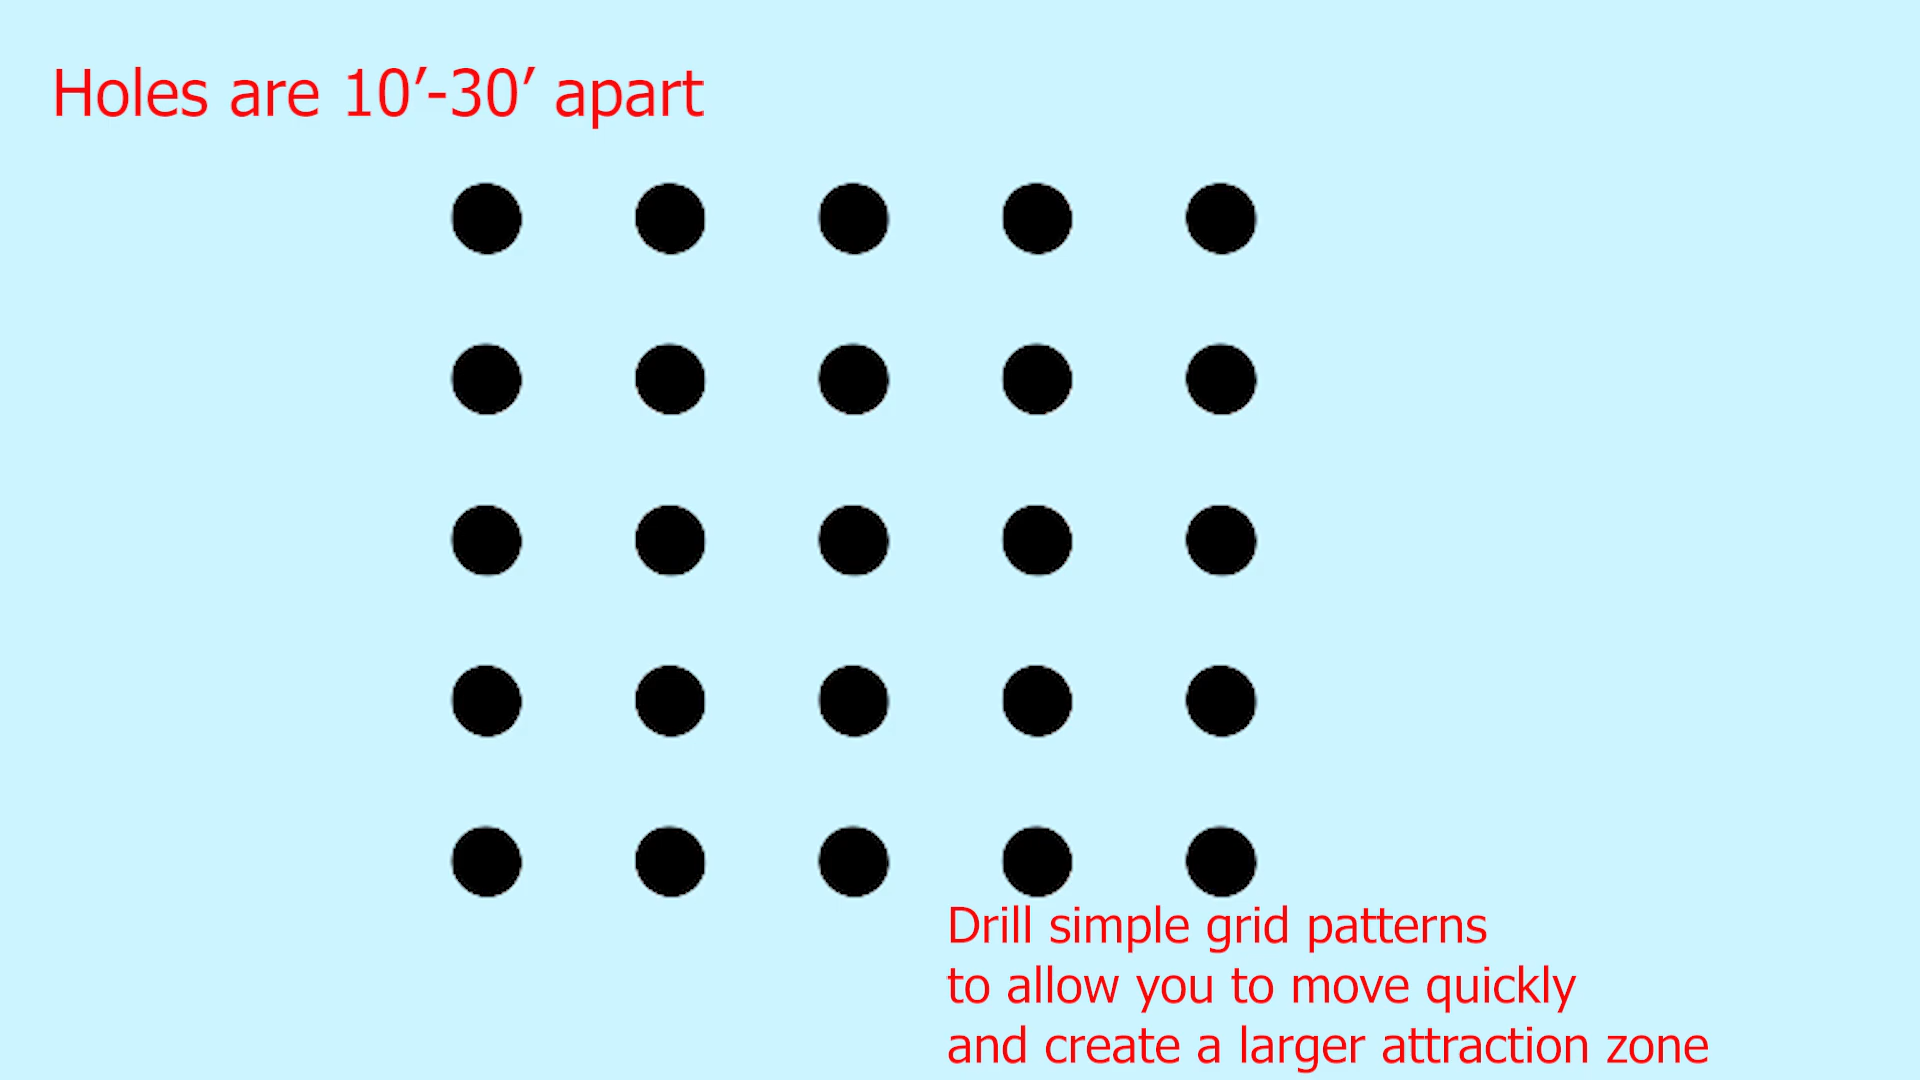 Holes are 10’-30’ apart
Drill simple grid patterns
to allow you to move quickly
and create a larger attraction zone